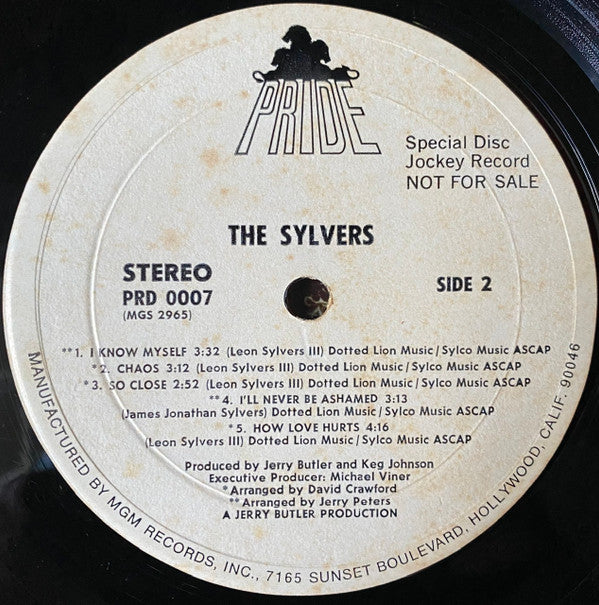 PRIDE
Special Disc
Jockey Record
NOT FOR SALE
THE SYLVERS
STEREO
PRD 0007
(MGS 2965)
SIDE 2
**1. I KNOW MYSELF 3:32 (Leon Sylvers III) Dotted Lion Music/Sylco Music ASCAP
*2. CHAOS 3:12 (Leon Sylvers III) Dotted Lion Music/Sylco Music ASCAP
*3. SO CLOSE 2:52 (Leon Sylvers III) Dotted Lion Music/Sylco Music ASCAP
**4. I'LL NEVER BE ASHAMED 3:13
(James Jonathan Sylvers) Dotted Lion Music/Sylco Music ASCAP
*5. HOW LOVE HURTS 4:16
(Leon Sylvers III) Dotted Lion Music/Sylco Music ASCAP
Produced by Jerry Butler and Keg Johnson
Executive Producer: Michael Viner
*Arranged by David Crawford
**Arranged by Jerry Peters
A JERRY BUTLER PRODUCTION
MANUFACTURED BY MGM RECORDS, INC., 7165 SUNSET BOULEVARD, HOLLYWOOD, CALIF. 90046